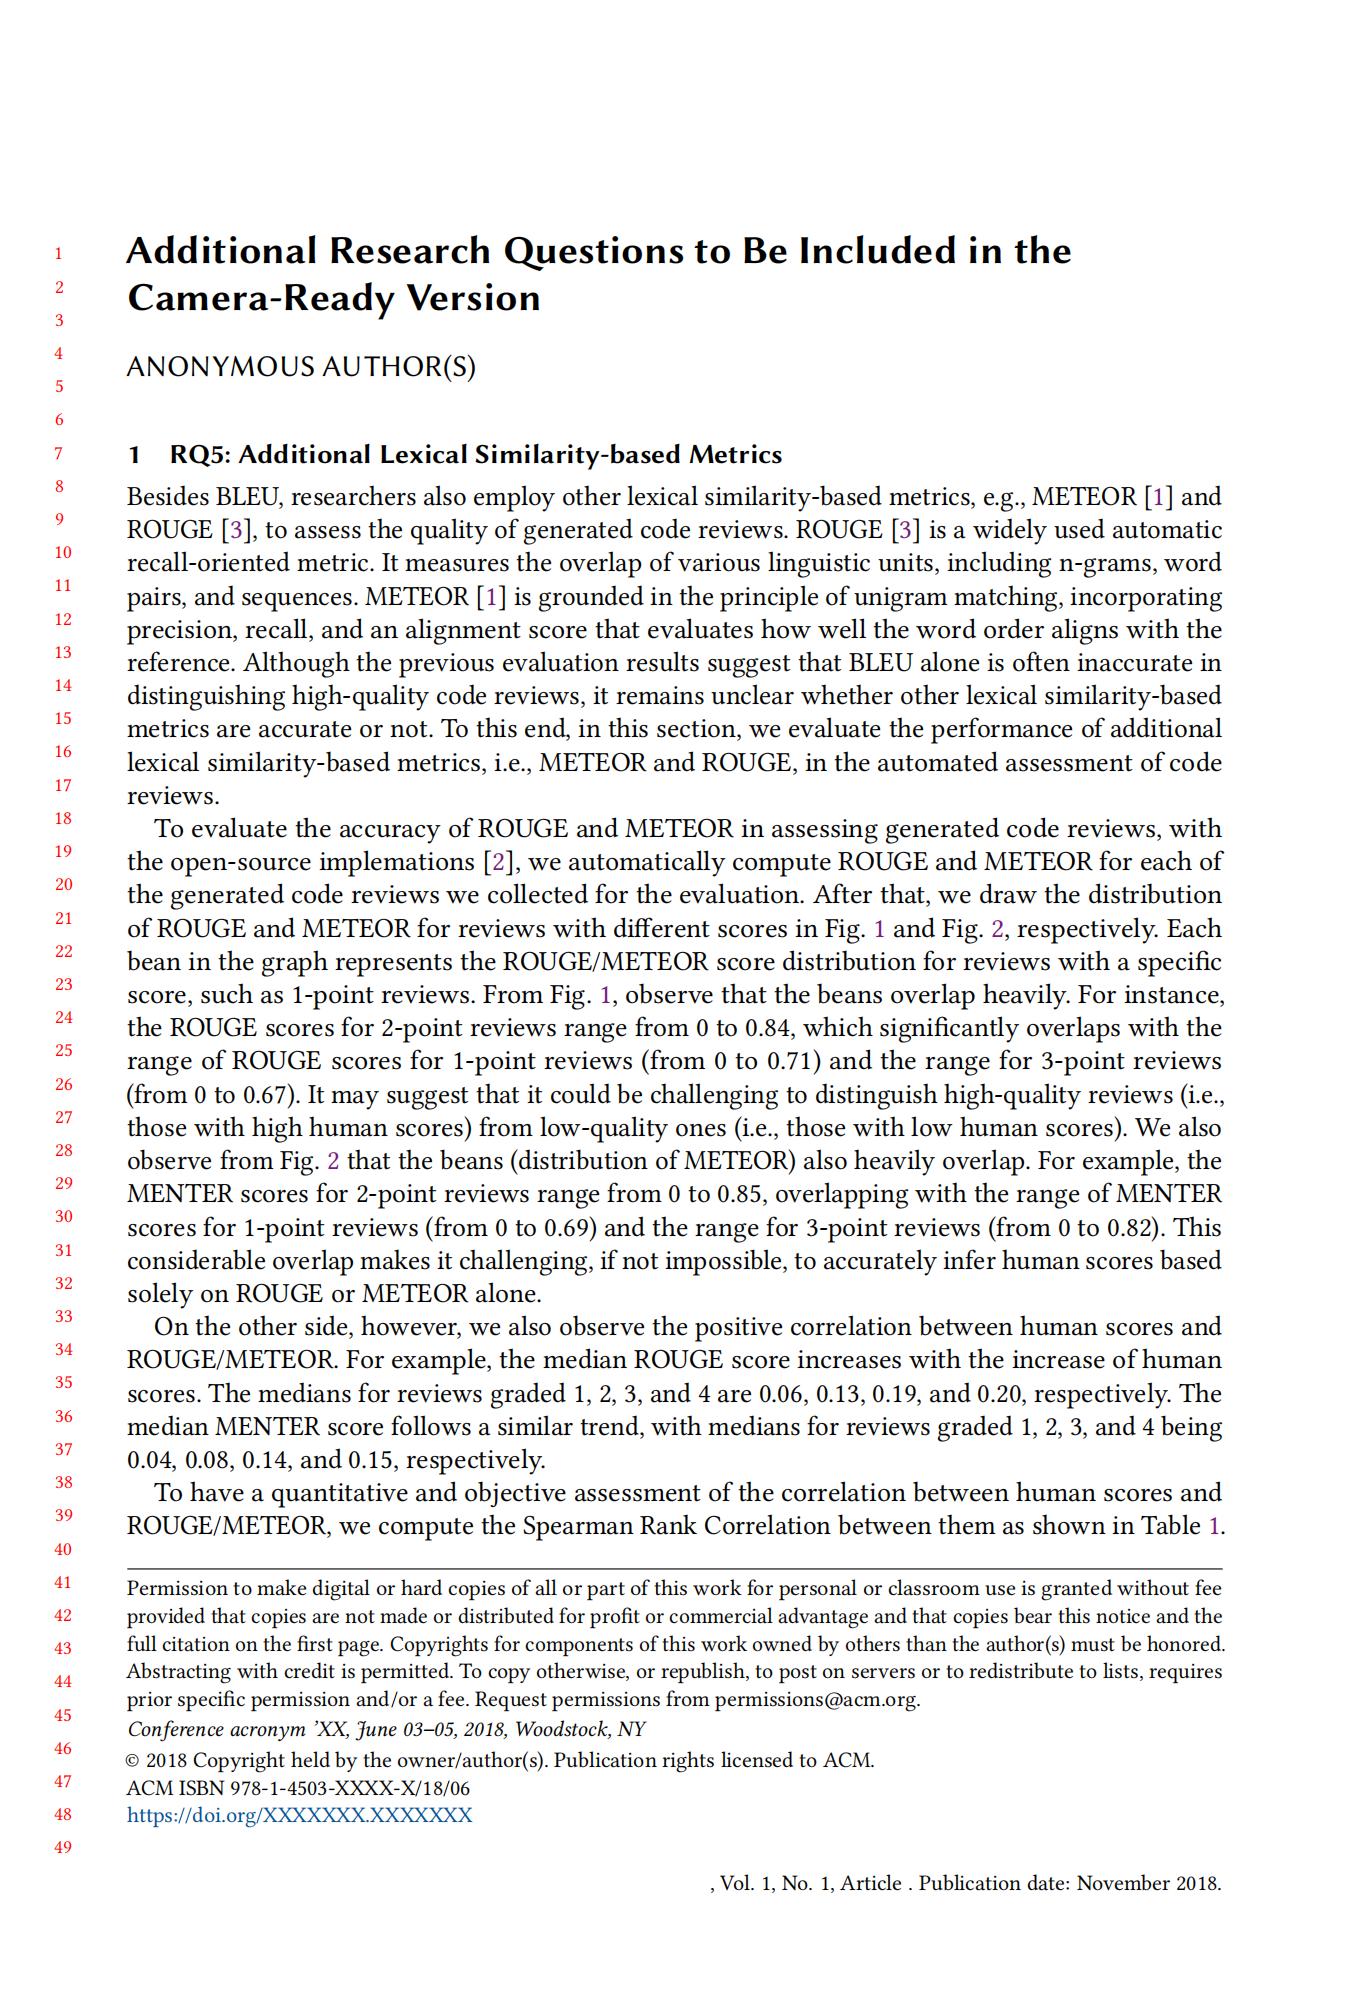 1
2
3
4
5
6
7
8
9
10
11
12
13
14
15
16
17
18
19
20
21
22
23
24
25
26
27
28
29
30
31
32
33
34
35
36
37
38
39
40
41
42
43
44
45
46
47
48
49
Additional Research Questions to Be Included in the
Camera-Ready Version
ANONYMOUS AUTHOR(S)
1 RQ5: Additional Lexical Similarity-based Metrics
Besides BLEU, researchers also employ other lexical similarity-based metrics, e.g., METEOR [1] and
ROUGE [3], to assess the quality of generated code reviews. ROUGE [3] is a widely used automatic
recall-oriented metric. It measures the overlap of various linguistic units, including n-grams, word
pairs, and sequences. METEOR [1] is grounded in the principle of unigram matching, incorporating
precision, recall, and an alignment score that evaluates how well the word order aligns with the
reference. Although the previous evaluation results suggest that BLEU alone is often inaccurate in
distinguishing high-quality code reviews, it remains unclear whether other lexical similarity-based
metrics are accurate or not. To this end, in this section, we evaluate the performance of additional
lexical similarity-based metrics, i.e., METEOR and ROUGE, in the automated assessment of code
reviews.
To evaluate the accuracy of ROUGE and METEOR in assessing generated code reviews, with
the open-source implemations [2], we automatically compute ROUGE and METEOR for each of
the generated code reviews we collected for the evaluation. After that, we draw the distribution
of ROUGE and METEOR for reviews with different scores in Fig. 1 and Fig. 2, respectively. Each
bean in the graph represents the ROUGE/METEOR score distribution for reviews with a specific
score, such as 1-point reviews. From Fig. 1, observe that the beans overlap heavily. For instance,
the ROUGE scores for 2-point reviews range from 0 to 0.84, which significantly overlaps with the
range of ROUGE scores for 1-point reviews (from 0 to 0.71) and the range for 3-point reviews
(from 0 to 0.67). It may suggest that it could be challenging to distinguish high-quality reviews (i.e.,
those with high human scores) from low-quality ones (i.e., those with low human scores). We also
observe from Fig. 2 that the beans (distribution of METEOR) also heavily overlap. For example, the
MENTER scores for 2-point reviews range from 0 to 0.85, overlapping with the range of MENTER
scores for 1-point reviews (from 0 to 0.69) and the range for 3-point reviews (from 0 to 0.82). This
considerable overlap makes it challenging, if not impossible, to accurately infer human scores based
solely on ROUGE or METEOR alone.
On the other side, however, we also observe the positive correlation between human scores and
ROUGE/METEOR. For example, the median ROUGE score increases with the increase of human
scores. The medians for reviews graded 1, 2, 3, and 4 are 0.06, 0.13, 0.19, and 0.20, respectively. The
median MENTER score follows a similar trend, with medians for reviews graded 1, 2, 3, and 4 being
0.04, 0.08, 0.14, and 0.15, respectively.
To have a quantitative and objective assessment of the correlation between human scores and
ROUGE/METEOR, we compute the Spearman Rank Correlation between them as shown in Table 1.
Permission to make digital or hard copies of all or part of this work for personal or classroom use is granted without fee
provided that copies are not made or distributed for profit or commercial advantage and that copies bear this notice and the
full citation on the first page. Copyrights for components of this work owned by others than the author(s) must be honored.
Abstracting with credit is permitted. To copy otherwise, or republish, to post on servers or to redistribute to lists, requires
prior specific permission and/or a fee. Request permissions from permissions@acm.org.
Conference acronym ’XX, June 03–05, 2018, Woodstock, NY
© 2018 Copyright held by the owner/author(s). Publication rights licensed to ACM.
ACM ISBN 978-1-4503-XXXX-X/18/06
https://doi.org/XXXXXXX.XXXXXXX
, Vol. 1, No. 1, Article . Publication date: November 2018.